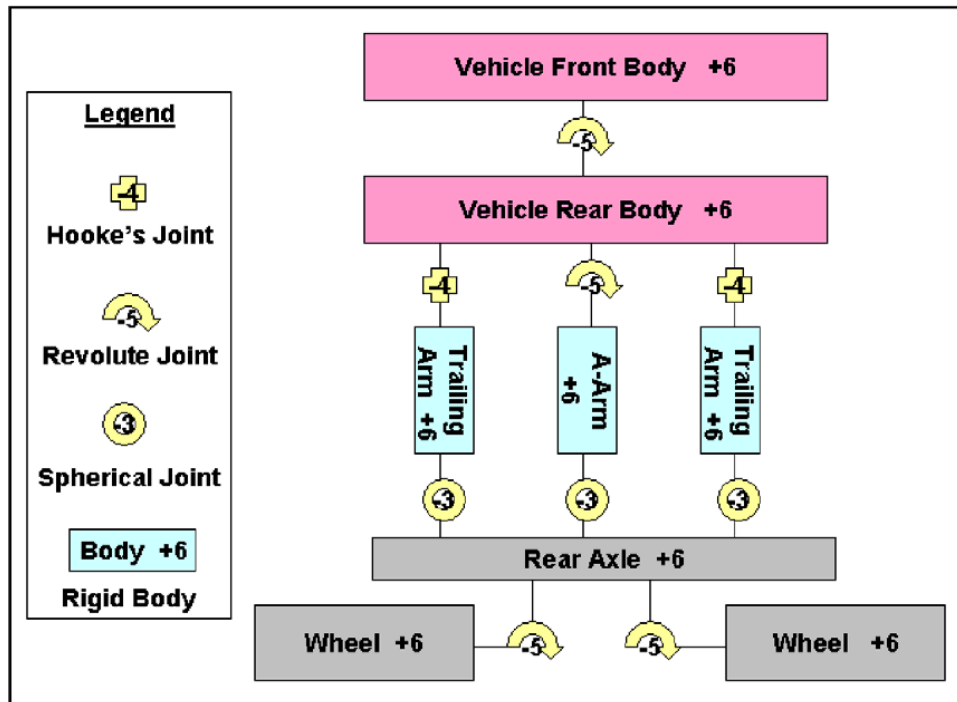 Vehicle Front Body +6
Legend
-5
-4
Hooke's Joint
Vehicle Rear Body +6
-4
-5
-4
-5
Revolute Joint
Trailing
Arm +6
A-Arm
+6
Trailing
Arm +6
-3
Spherical Joint
-3
-3
-3
Body +6
Rigid Body
Rear Axle +6
Wheel +6
-5
-5
Wheel +6